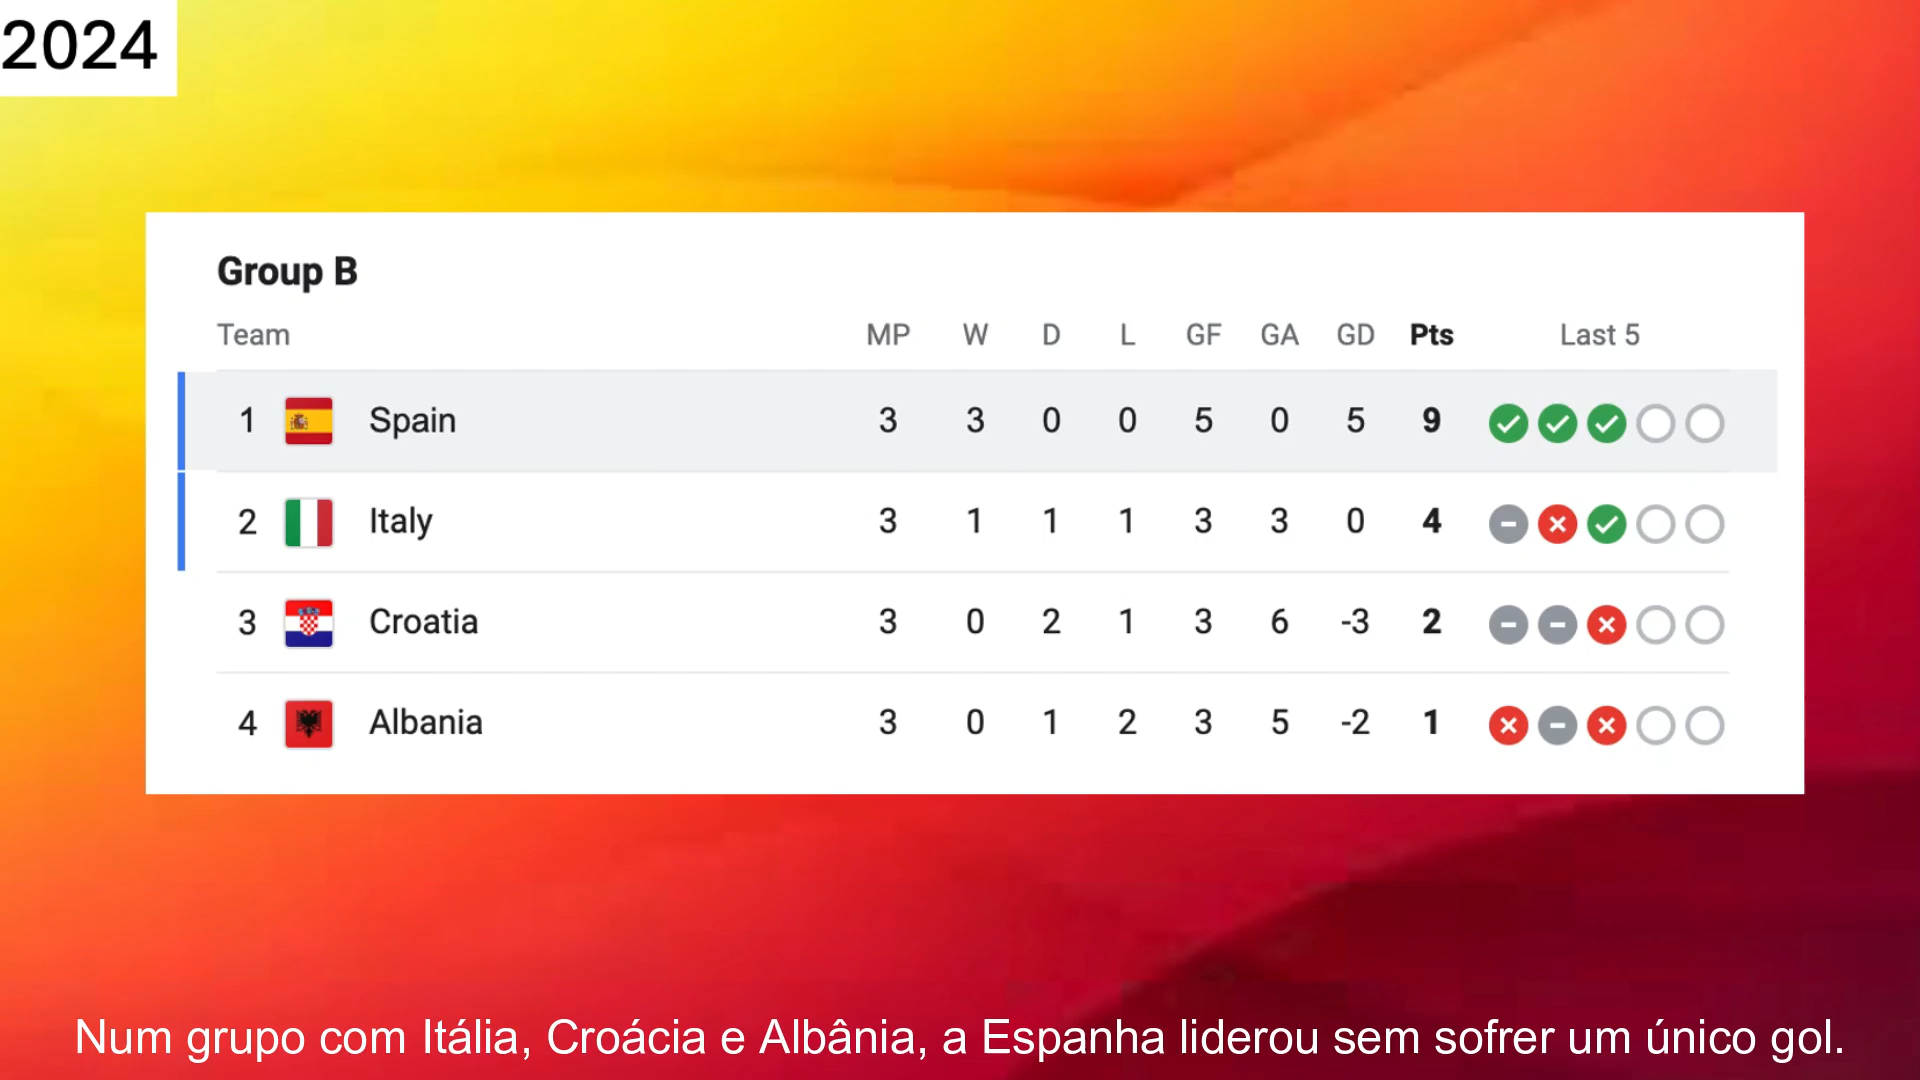 2024
Group B
Team MP W D L GF GA GD Pts Last 5
1 Spain 3 3 0 0 5 0 5 9
2 Italy 3 1 1 1 3 3 0 4
3 Croatia 3 0 2 1 3 6 -3 2
4 Albania 3 0 1 2 3 5 -2 1
Num grupo com Itália, Croácia e Albânia, a Espanha liderou sem sofrer um único gol.